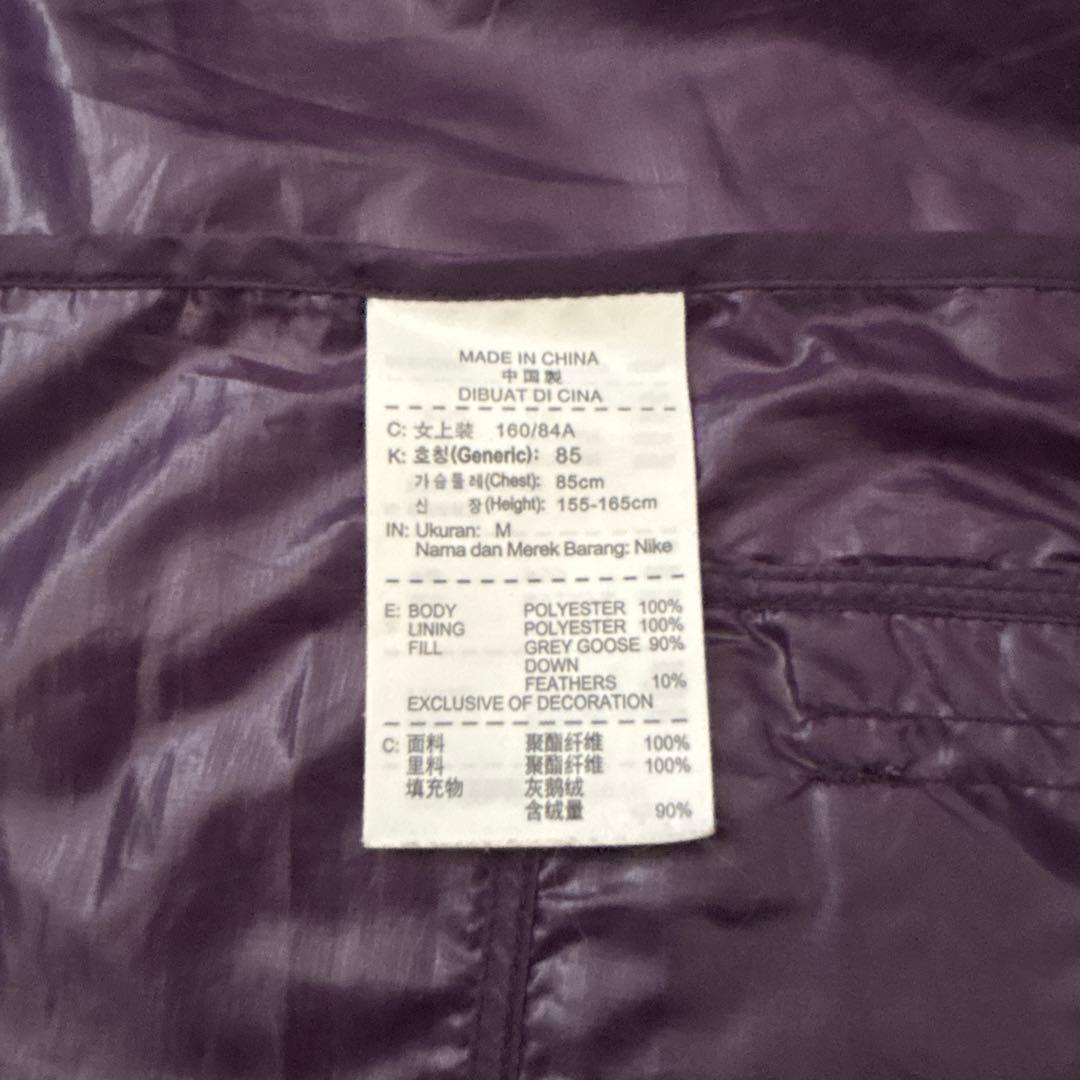 MADE IN CHINA
中国製
DIBUAT DI CINA
C: 女上装 160/84A
K: 호칭(Generic): 85
가슴둘레(Chest): 85cm
신 장(Height): 155-165cm
IN: Ukuran: M
Nama dan Merek Barang: Nike
E: BODY POLYESTER 100%
LINING POLYESTER 100%
FILL GREY GOOSE 90%
DOWN
FEATHERS 10%
EXCLUSIVE OF DECORATION
C: 面料 聚酯纤维 100%
里料 聚酯纤维 100%
填充物 灰鹅绒
含绒量 90%